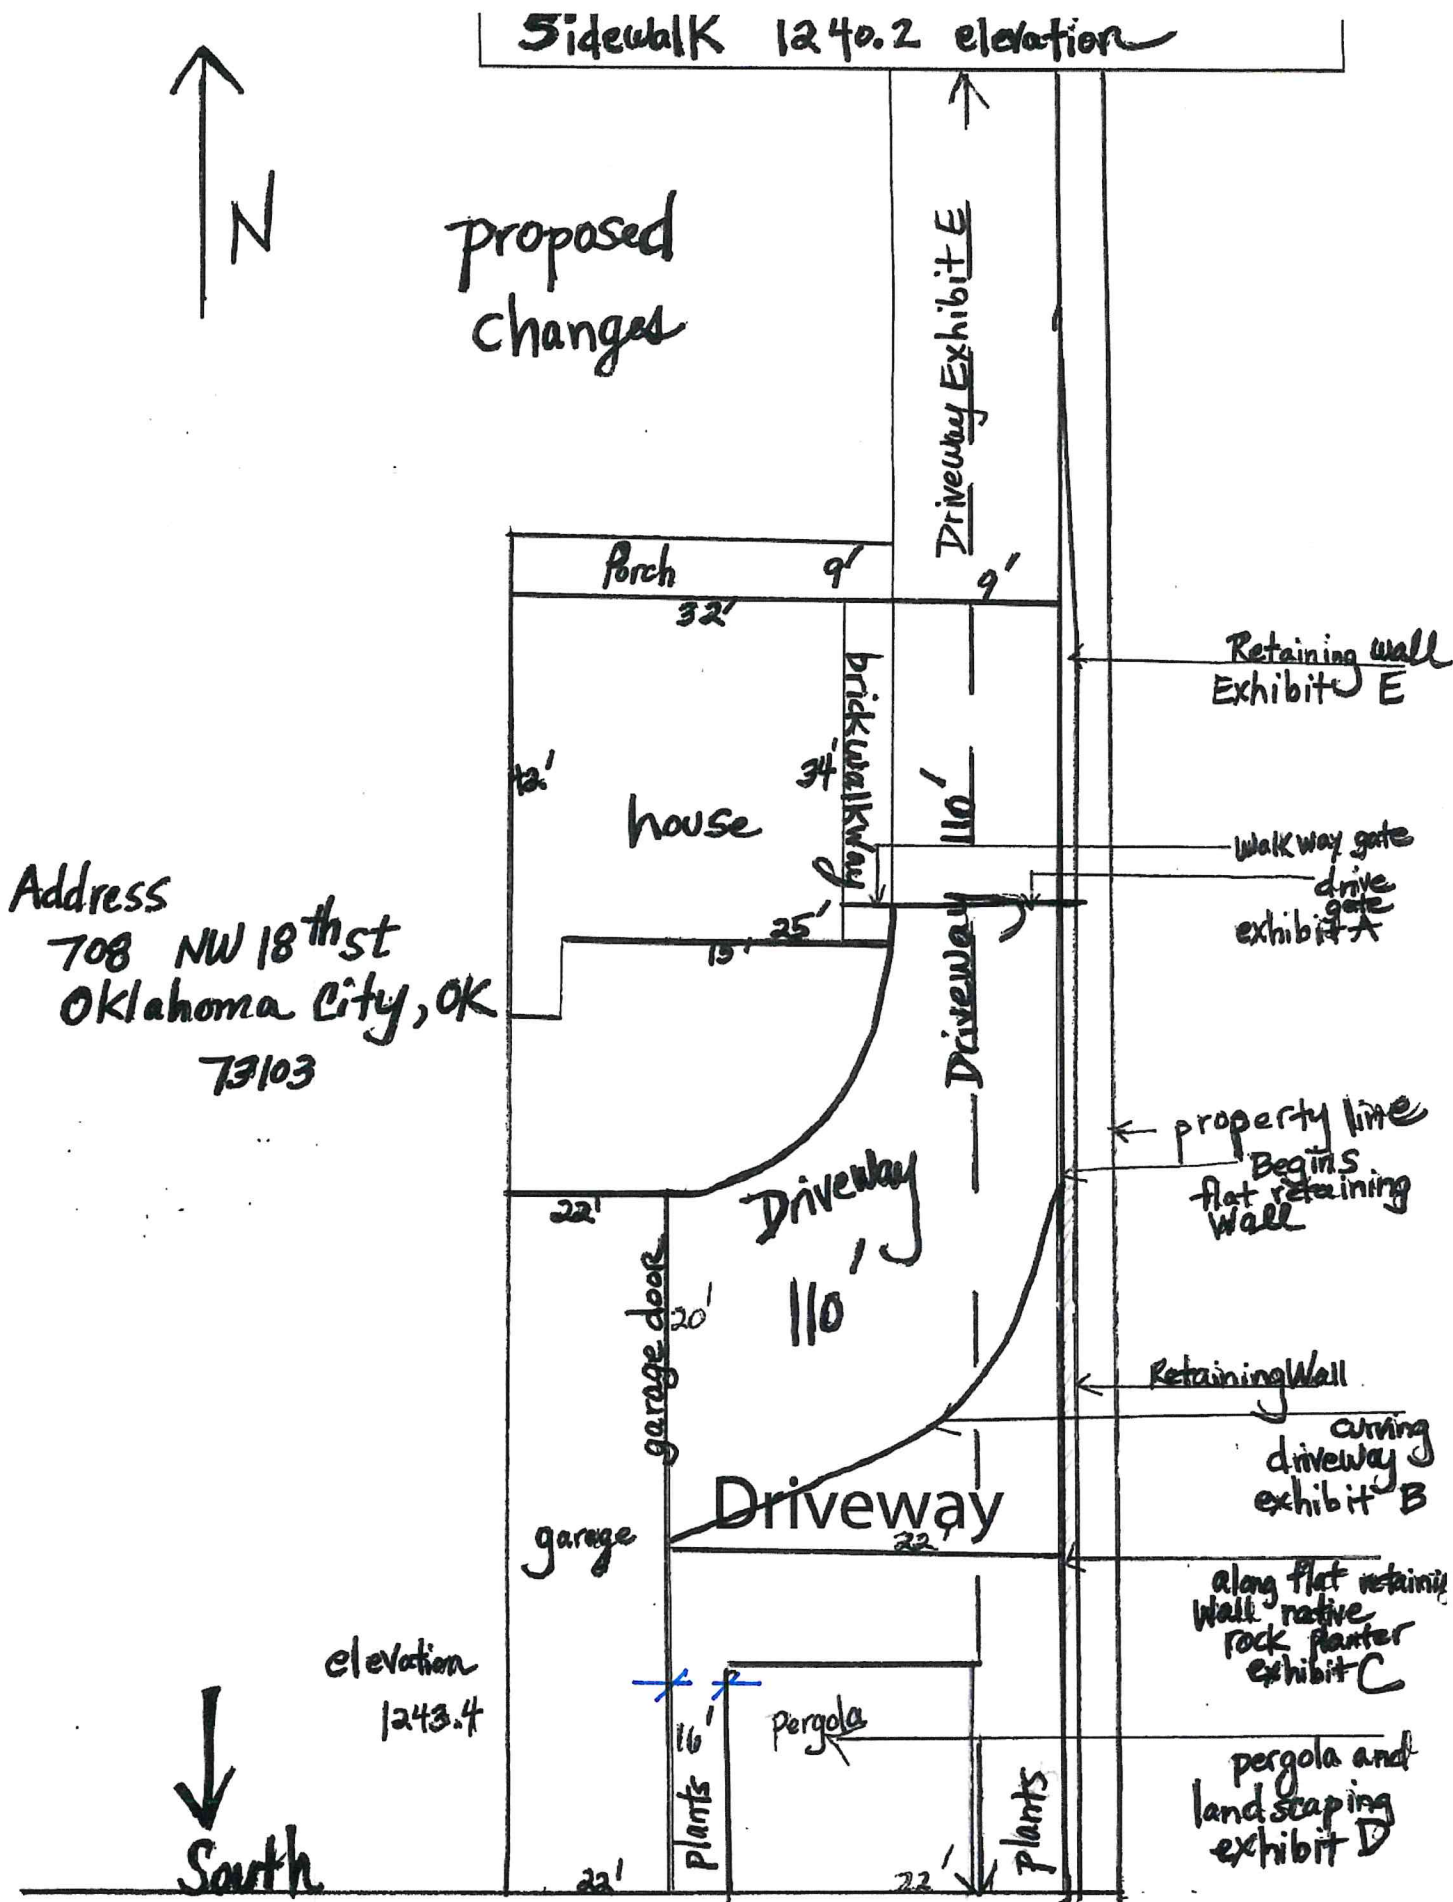 Sidewalk 1240.2 elevation
N
proposed
changes
Driveway Exhibit E
Porch
9'
9'
32'
Retaining wall
Exhibit E
brickwalkway
42'
34'
110'
house
walkway gate
drive
gate
exhibit A
Address
708 NW 18th st
Oklahoma City, OK
73103
25'
15'
Driveway
property line
Begins
flat retaining
wall
22'
Driveway
110'
garage door
20'
Retaining Wall
curving
driveway
exhibit B
Driveway
22'
garage
along flat retaining
wall native
rock planter
exhibit C
elevation
1243.4
16'
pergola
plants
plants
pergola and
landscaping
exhibit D
South
22'
22'